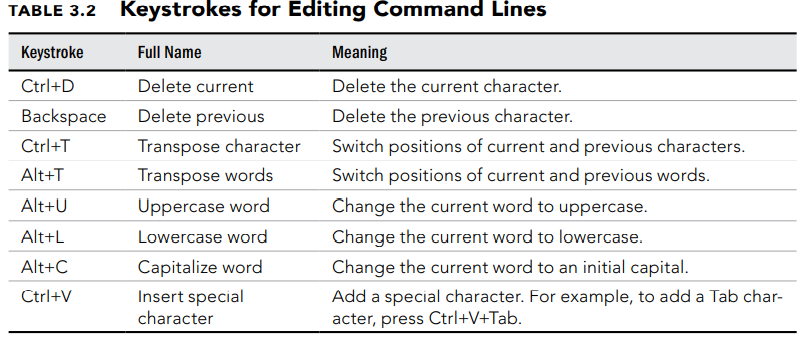 TABLE 3.2 Keystrokes for Editing Command Lines
Keystroke Full Name Meaning
Ctrl+D Delete current Delete the current character.
Backspace Delete previous Delete the previous character.
Ctrl+T Transpose character Switch positions of current and previous characters.
Alt+T Transpose words Switch positions of current and previous words.
Alt+U Uppercase word Change the current word to uppercase.
Alt+L Lowercase word Change the current word to lowercase.
Alt+C Capitalize word Change the current word to an initial capital.
Ctrl+V Insert special Add a special character. For example, to add a Tab char-
character acter, press Ctrl+V+Tab.